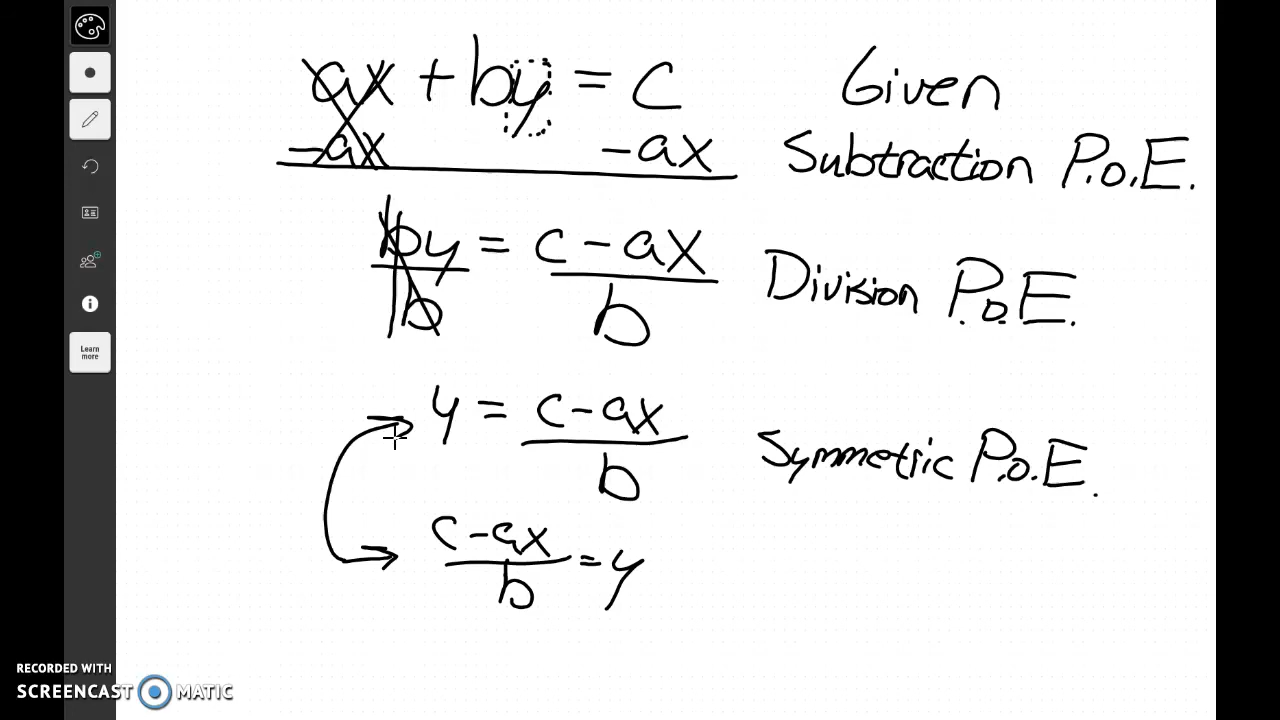 ax + by = c Given
-ax -ax Subtraction P.o.E.
by = c - ax Division P.o.E.
b b
y = c - ax Symmetric P.o.E.
b
c - ax = y
b
Learn more
RECORDED WITH
SCREENCAST MATIC